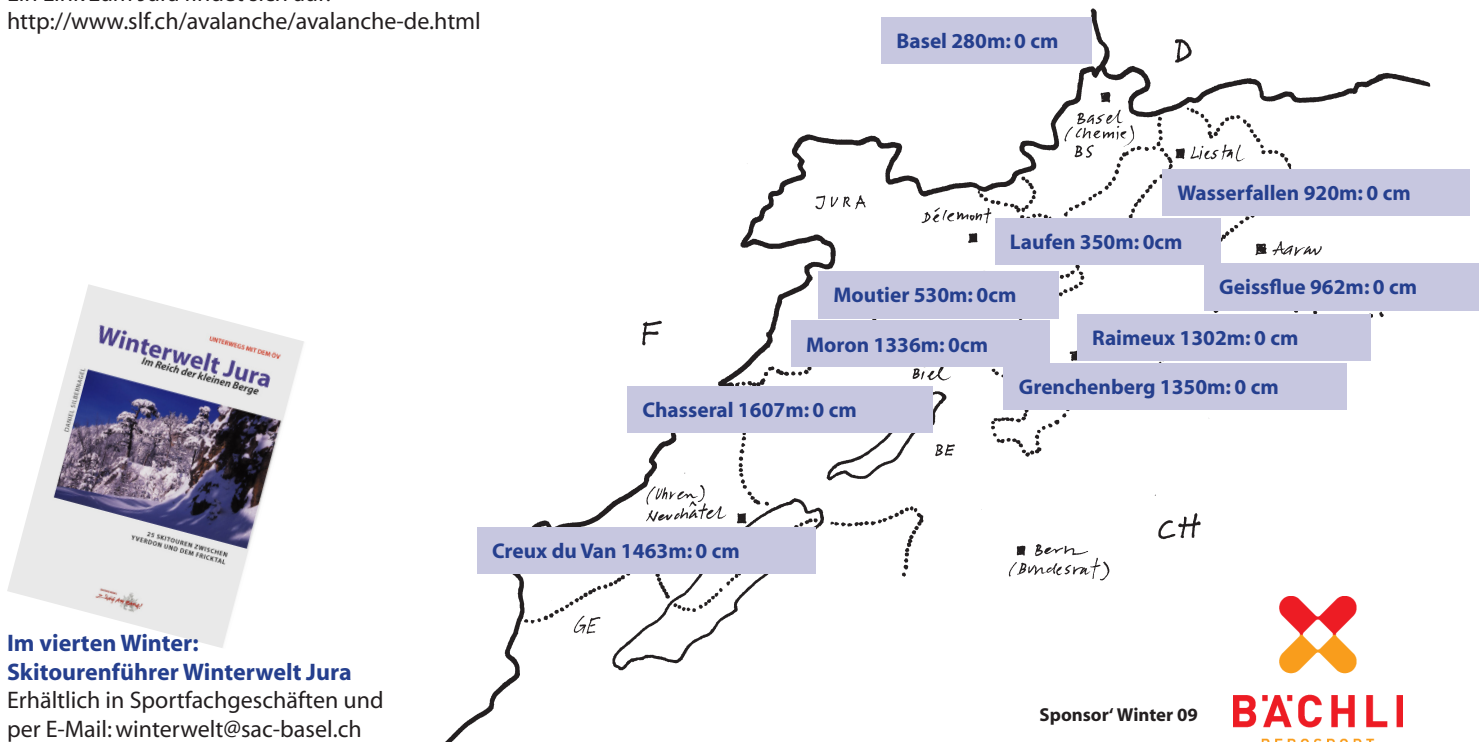 http://www.slf.ch/avalanche/avalanche-de.html
Basel 280m: 0 cm
D
Basel
(Chemie)
BS
Liestal
Wasserfallen 920m: 0 cm
JURA
Délemont
Laufen 350m: 0cm
Aarau
Moutier 530m: 0cm
Geissflue 962m: 0 cm
F
Moron 1336m: 0cm
Raimeux 1302m: 0 cm
Biel
Grenchenberg 1350m: 0 cm
Chasseral 1607m: 0 cm
BE
(Uhren)
Neuchâtel
CH
Creux du Van 1463m: 0 cm
Bern
(Bundesrat)
GE
UNTERWEGS MIT DEM ÖV
Winterwelt Jura
Im Reich der kleinen Berge
DANIEL SILBERNAGEL
25 SKITOUREN ZWISCHEN
YVERDON UND DEM FRICKTAL
Im vierten Winter:
Skitourenführer Winterwelt Jura
Erhältlich in Sportfachgeschäften und
per E-Mail: winterwelt@sac-basel.ch
Sponsor‘ Winter 09
BÄCHLI